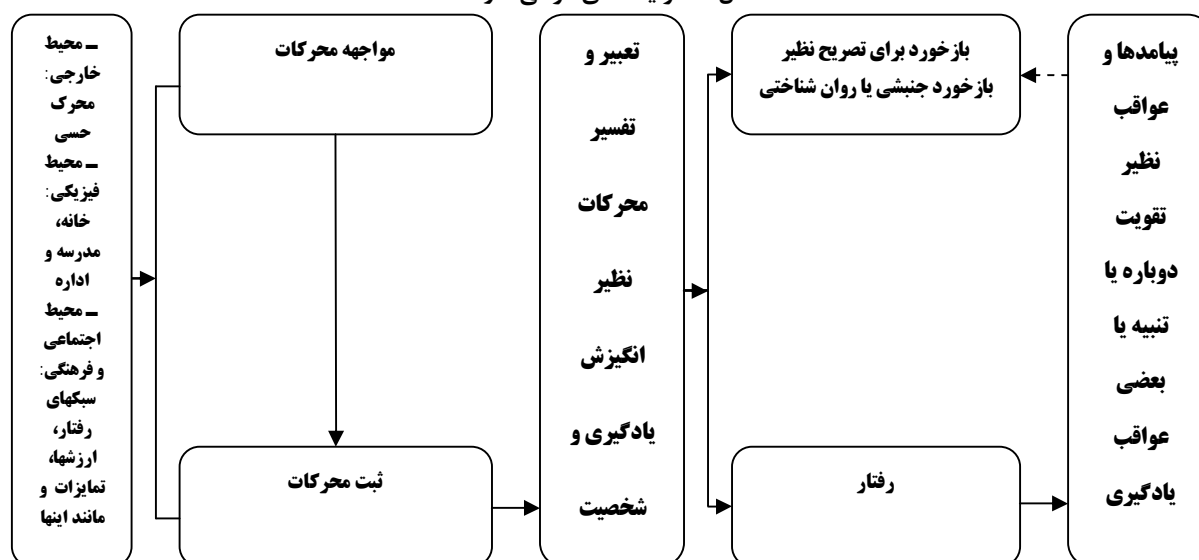 ـ محیط
خارجی:
محرک
حسی
ـ محیط
فیزیکی:
خانه،
مدرسه و
اداره
ـ محیط
اجتماعی
و فرهنگی:
سبکهای
رفتار،
ارزشها،
تمایزات و
مانند اینها
مواجهه محرکات
ثبت محرکات
تعبیر و
تفسیر
محرکات
نظیر
انگیزش
یادگیری و
شخصیت
بازخورد برای تصریح نظیر
بازخورد جنبشی یا روان شناختی
رفتار
پیامدها و
عواقب
نظیر
تقویت
دوباره یا
تنبیه یا
بعضی
عواقب
یادگیری